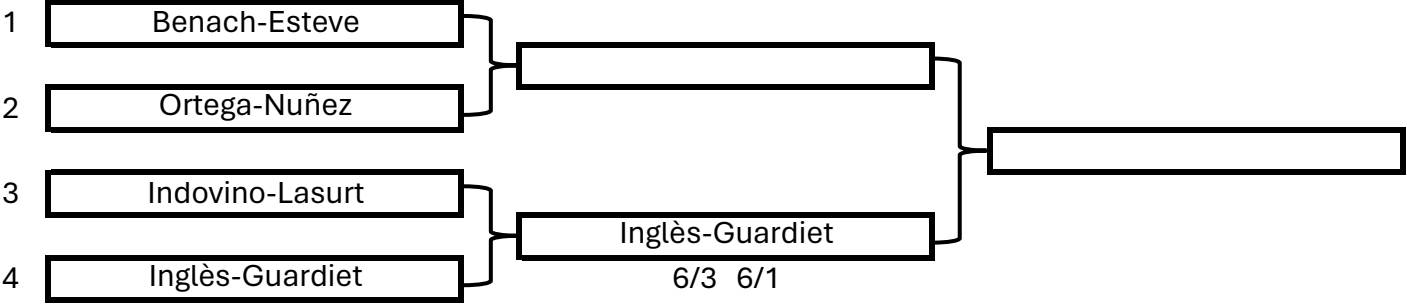 1 Benach-Esteve
2 Ortega-Nuñez
3 Indovino-Lasurt
Inglès-Guardiet
4 Inglès-Guardiet
6/3 6/1